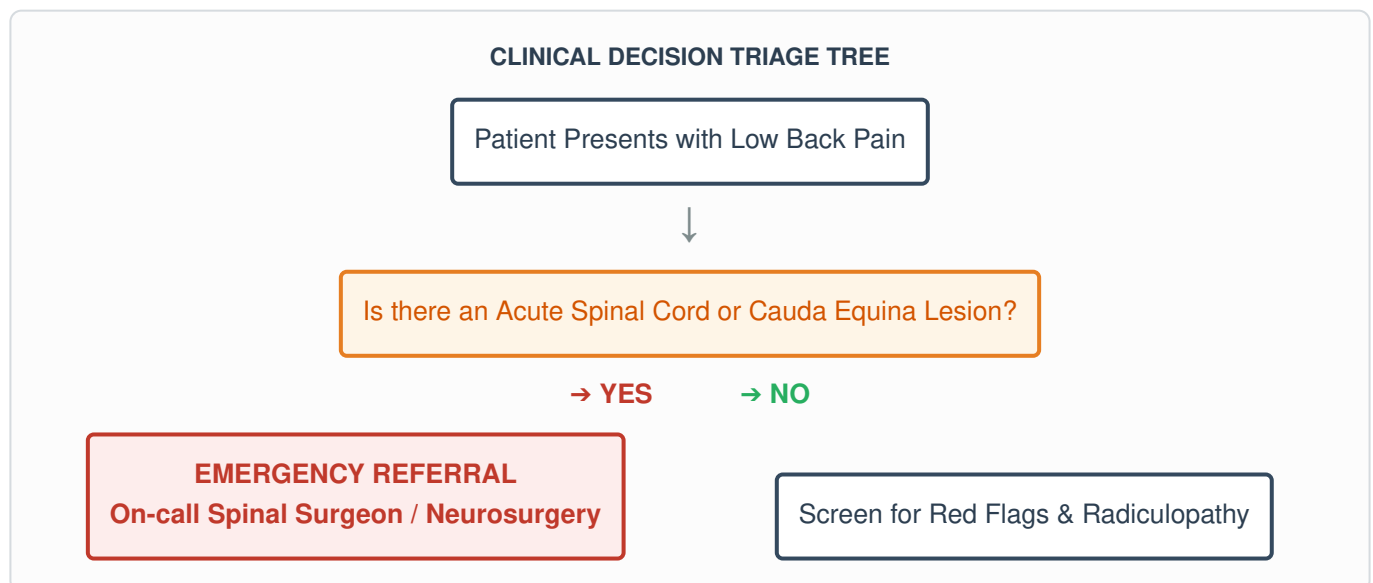 CLINICAL DECISION TRIAGE TREE
Patient Presents with Low Back Pain
↓
Is there an Acute Spinal Cord or Cauda Equina Lesion?
➔ YES ➔ NO
EMERGENCY REFERRAL
On-call Spinal Surgeon / Neurosurgery
Screen for Red Flags & Radiculopathy